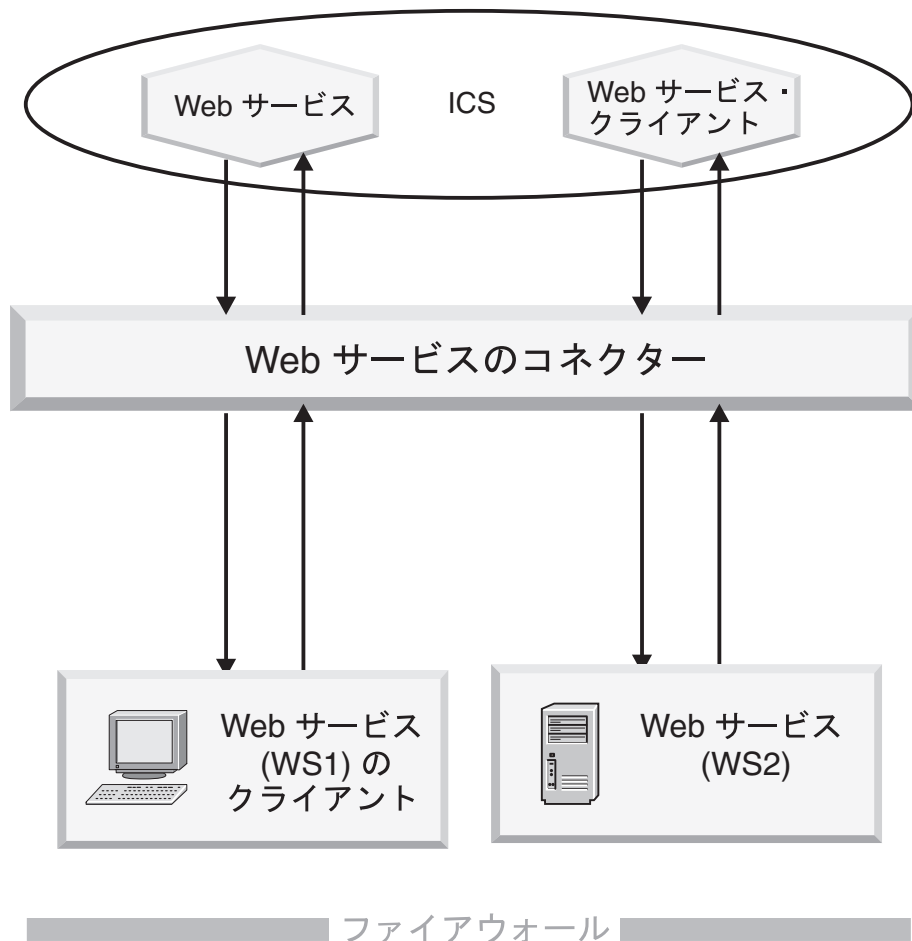 Web サービス
ICS
Web サービス・
クライアント
Web サービスのコネクター
Web サービス
(WS1) の
クライアント
Web サービス
(WS2)
ファイアウォール